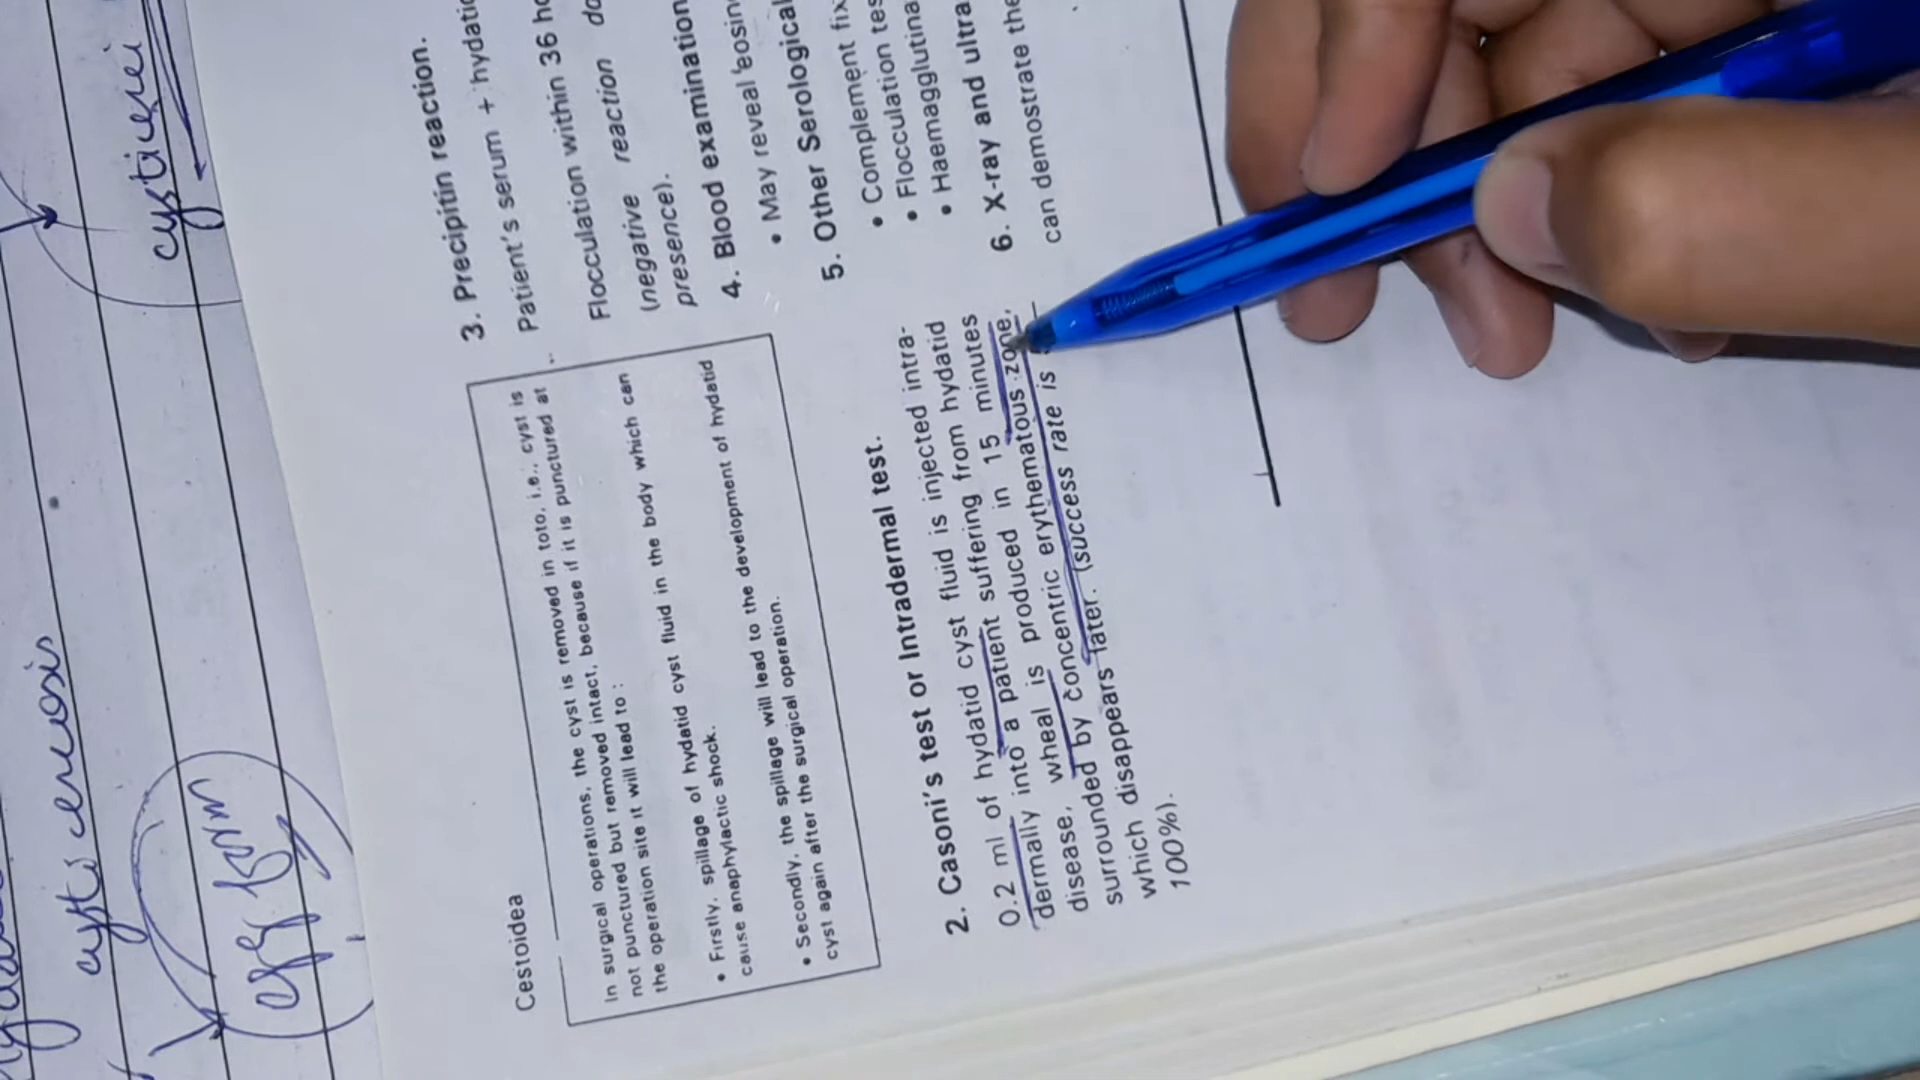 cysticerci
cysticercosis
egg form
Cestoidea
In surgical operations, the cyst is removed in toto, i.e., cyst is
not punctured but removed intact, because if it is punctured at
the operation site it will lead to :
• Firstly, spillage of hydatid cyst fluid in the body which can
cause anaphylactic shock.
• Secondly, the spillage will lead to the development of hydatid
cyst again after the surgical operation.
2. Casoni's test or Intradermal test.
0.2 ml of hydatid cyst fluid is injected intra-
dermally into a patient suffering from hydatid
disease, wheal is produced in 15 minutes
surrounded by concentric erythematous zone,
which disappears later. (success rate is
100%).
3. Precipitin reaction.
Patient's serum + hydatid
Flocculation within 36 ho
Flocculation reaction do
(negative
presence).
4. Blood examination
• May reveal eosino
5. Other Serological
• Complement fix
• Flocculation tes
• Haemagglutina
6. X-ray and ultra
can demostrate the